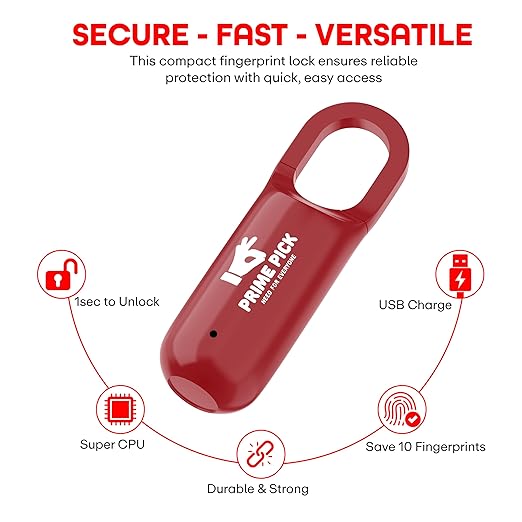 SECURE - FAST - VERSATILE
This compact fingerprint lock ensures reliable
protection with quick, easy access
PRIME PICK
NEED FOR EVERYONE
1sec to Unlock
USB Charge
Super CPU
Save 10 Fingerprints
Durable & Strong